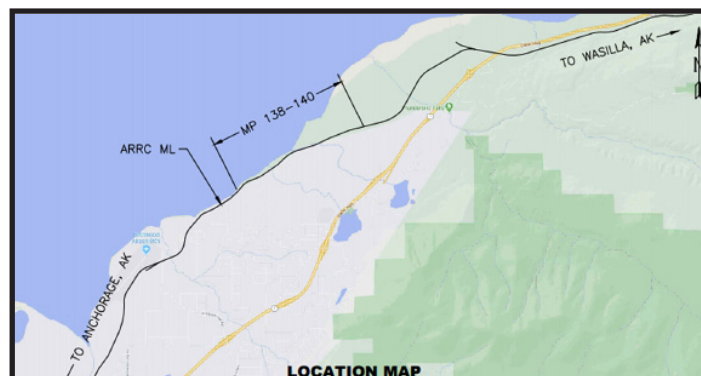 TO WASILLA, AK
N
MP 138-140
ARRC ML
TO ANCHORAGE, AK
LOCATION MAP